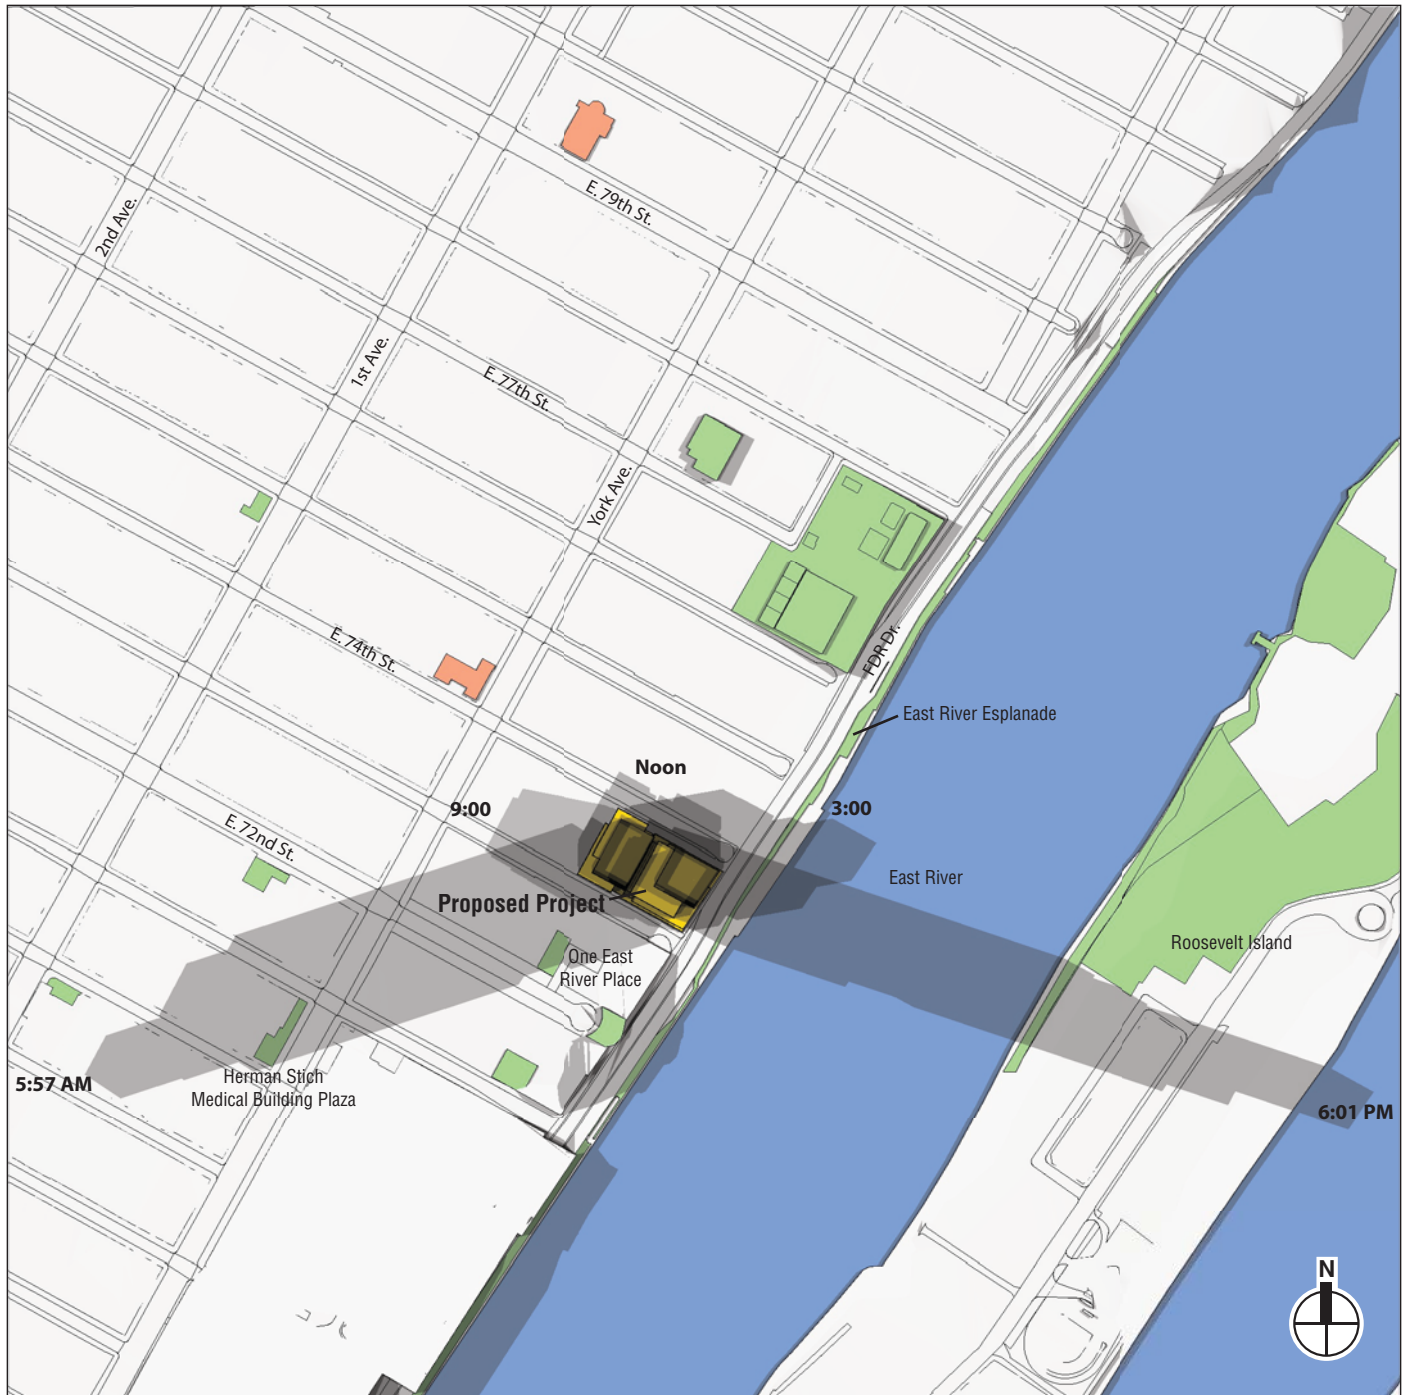 E. 79th St.
2nd Ave.
1st Ave.
E. 77th St.
York Ave.
E. 74th St.
FDR Dr.
East River Esplanade
Noon
9:00
3:00
E. 72nd St.
East River
Proposed Project
One East
River Place
Roosevelt Island
5:57 AM
Herman Stich
Medical Building Plaza
6:01 PM
N